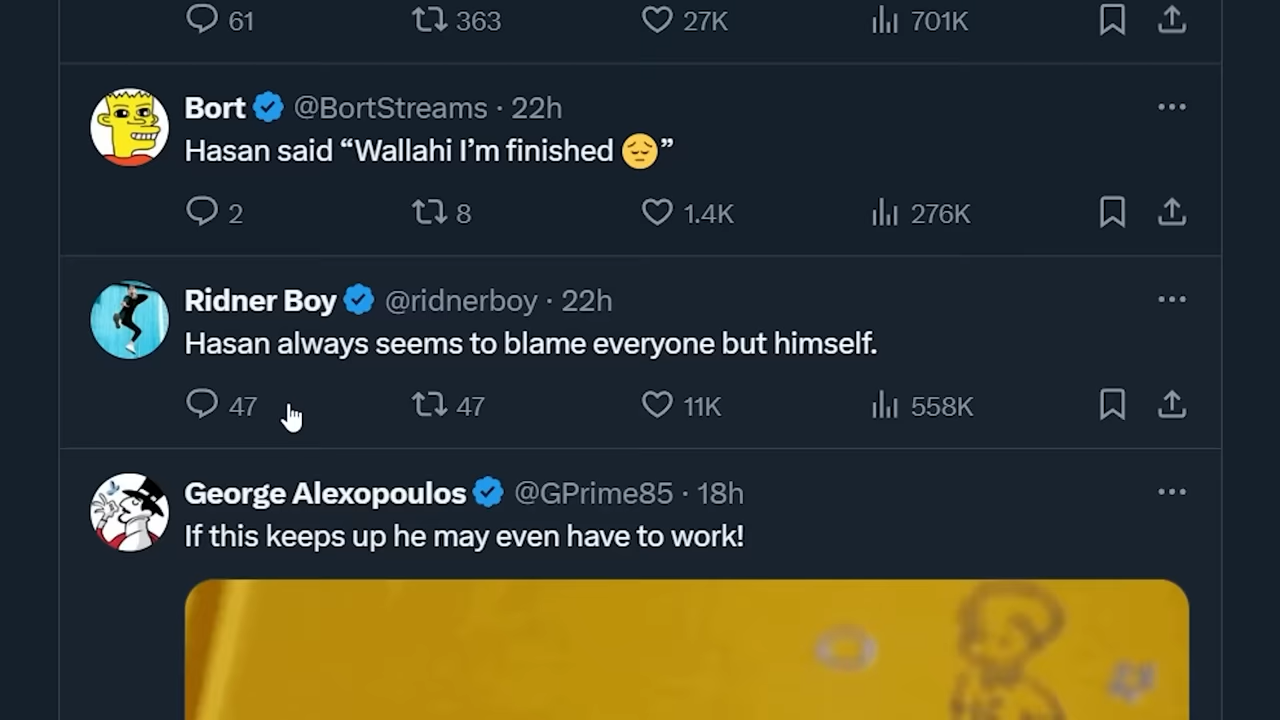 61 363 27K 701K
Bort @BortStreams · 22h
Hasan said “Wallahi I’m finished 😔”
2 8 1.4K 276K
Ridner Boy @ridnerboy · 22h
Hasan always seems to blame everyone but himself.
47 47 11K 558K
George Alexopoulos @GPrime85 · 18h
If this keeps up he may even have to work!